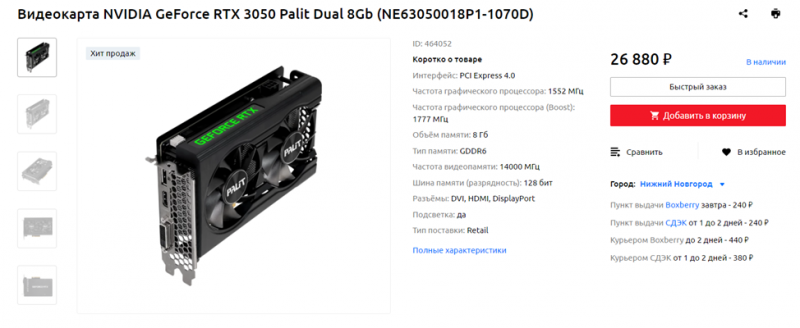 Видеокарта NVIDIA GeForce RTX 3050 Palit Dual 8Gb (NE63050018P1-1070D)
Хит продаж
GEFORCE RTX
PALIT
PALIT
ID: 464052
Коротко о товаре
Интерфейс: PCI Express 4.0
Частота графического процессора: 1552 МГц
Частота графического процессора (Boost):
1777 МГц
Объём памяти: 8 Гб
Тип памяти: GDDR6
Частота видеопамяти: 14000 МГц
Шина памяти (разрядность): 128 бит
Разъёмы: DVI, HDMI, DisplayPort
Подсветка: да
Тип поставки: Retail
Полные характеристики
26 880 ₽
В наличии
Быстрый заказ
Добавить в корзину
Сравнить
В избранное
Город: Нижний Новгород
Пункт выдачи Boxberry завтра - 240 ₽
Пункт выдачи СДЭК от 1 до 2 дней - 240 ₽
Курьером Boxberry до 2 дней - 440 ₽
Курьером СДЭК от 1 до 2 дней - 380 ₽